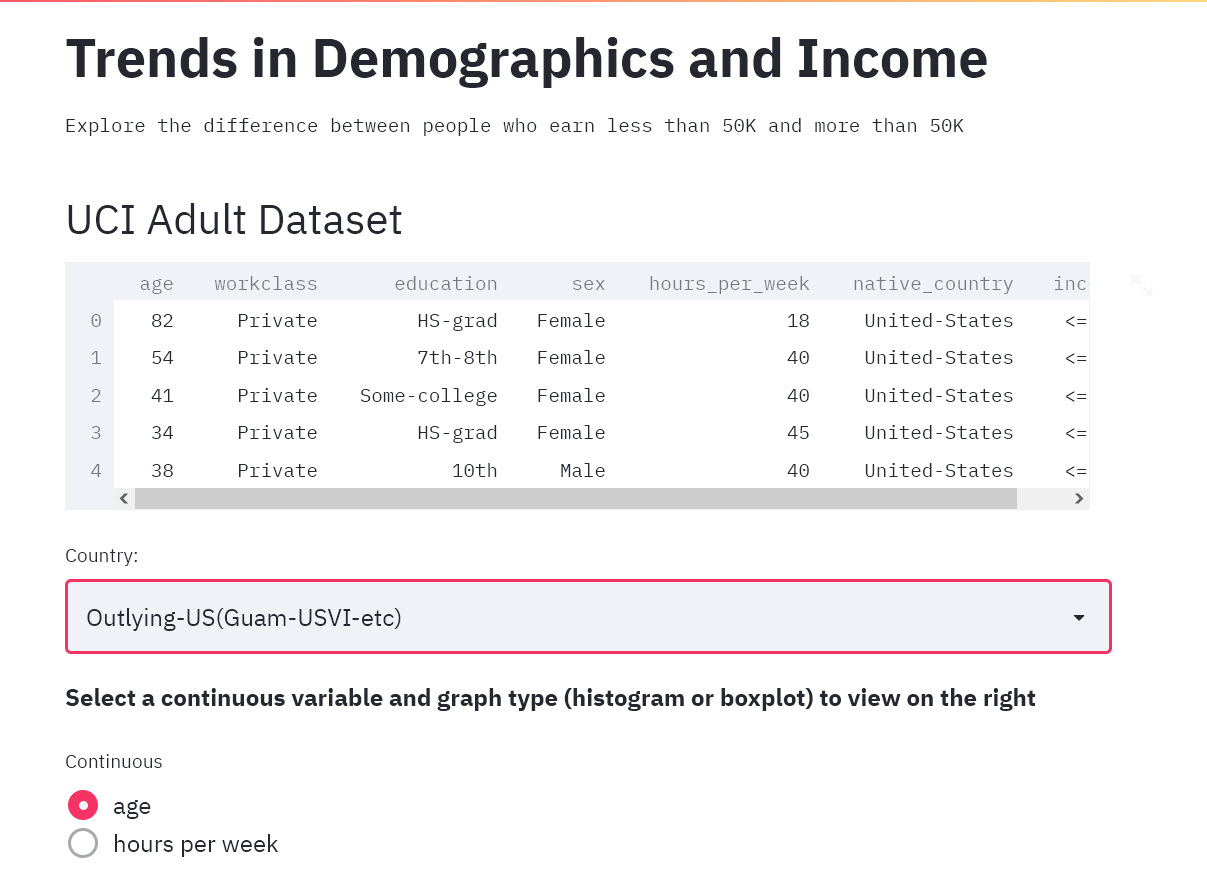 Trends in Demographics and Income
Explore the difference between people who earn less than 50K and more than 50K
UCI Adult Dataset
age workclass education sex hours_per_week native_country inc
0 82 Private HS-grad Female 18 United-States <=
1 54 Private 7th-8th Female 40 United-States <=
2 41 Private Some-college Female 40 United-States <=
3 34 Private HS-grad Female 45 United-States <=
4 38 Private 10th Male 40 United-States <=
Country:
Outlying-US(Guam-USVI-etc)
Select a continuous variable and graph type (histogram or boxplot) to view on the right
Continuous
age
hours per week